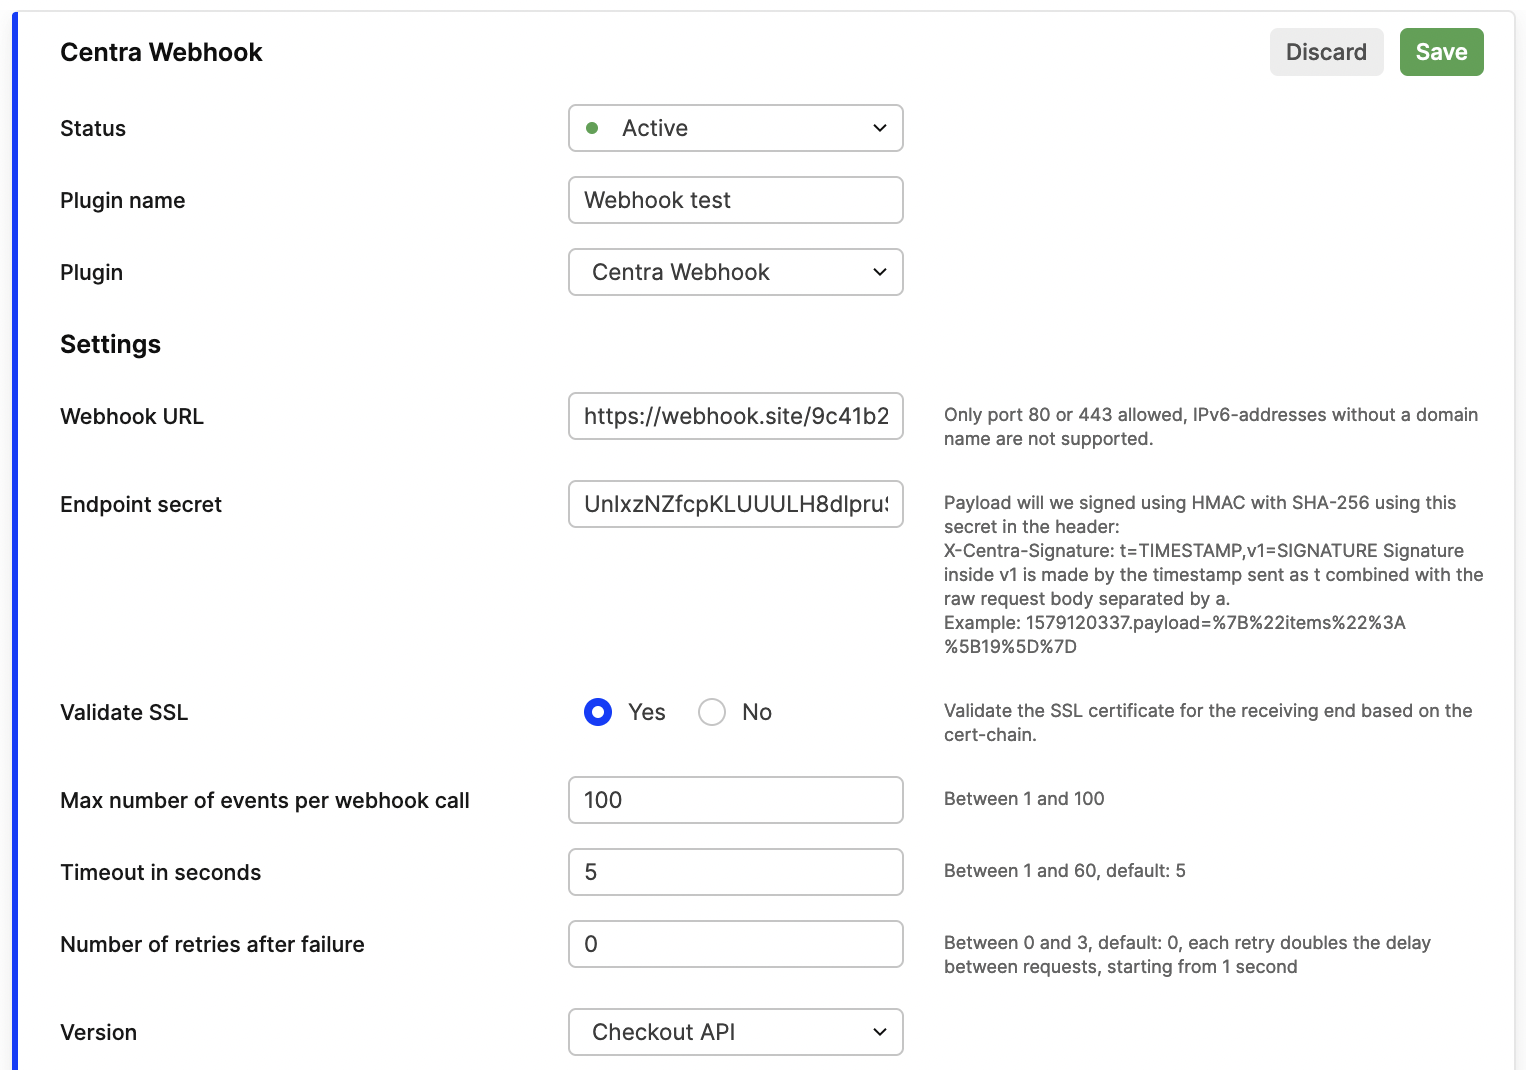 Centra Webhook
Discard
Save
Status
Active
Plugin name
Webhook test
Plugin
Centra Webhook
Settings
Webhook URL
https://webhook.site/9c41b2
Only port 80 or 443 allowed, IPv6-addresses without a domain
name are not supported.
Endpoint secret
Payload will we signed using HMAC with SHA-256 using this
secret in the header:
X-Centra-Signature: t=TIMESTAMP,v1=SIGNATURE Signature
inside v1 is made by the timestamp sent as t combined with the
raw request body separated by a.
Example: 1579120337.payload=%7B%22items%22%3A
%5B19%5D%7D
Validate SSL
Yes
No
Validate the SSL certificate for the receiving end based on the
cert-chain.
Max number of events per webhook call
100
Between 1 and 100
Timeout in seconds
5
Between 1 and 60, default: 5
Number of retries after failure
0
Between 0 and 3, default: 0, each retry doubles the delay
between requests, starting from 1 second
Version
Checkout API